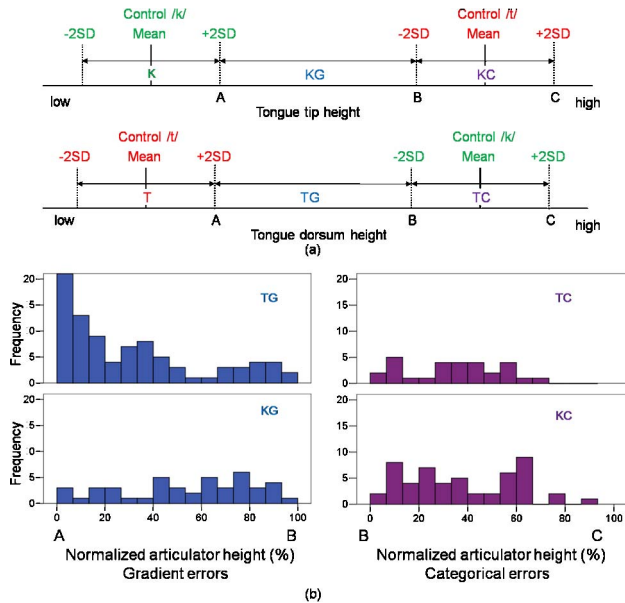 (a)
Control /k/ Control /t/
-2SD Mean +2SD -2SD Mean +2SD
K KG KC
low A B C high
Tongue tip height
Control /t/ Control /k/
-2SD Mean +2SD -2SD Mean +2SD
T TG TC
low A B C high
Tongue dorsum height
(a)
(b)
20 TG
15
0
5
0
Frequency
20 TC
15
10
5
0
20 KG
15
10
5
0
Frequency
20 KC
15
10
5
0
0 20 40 60 80 100
A B
Normalized articulator height (%)
Gradient errors
0 20 40 60 80 100
B C
Normalized articulator height (%)
Categorical errors
(b)